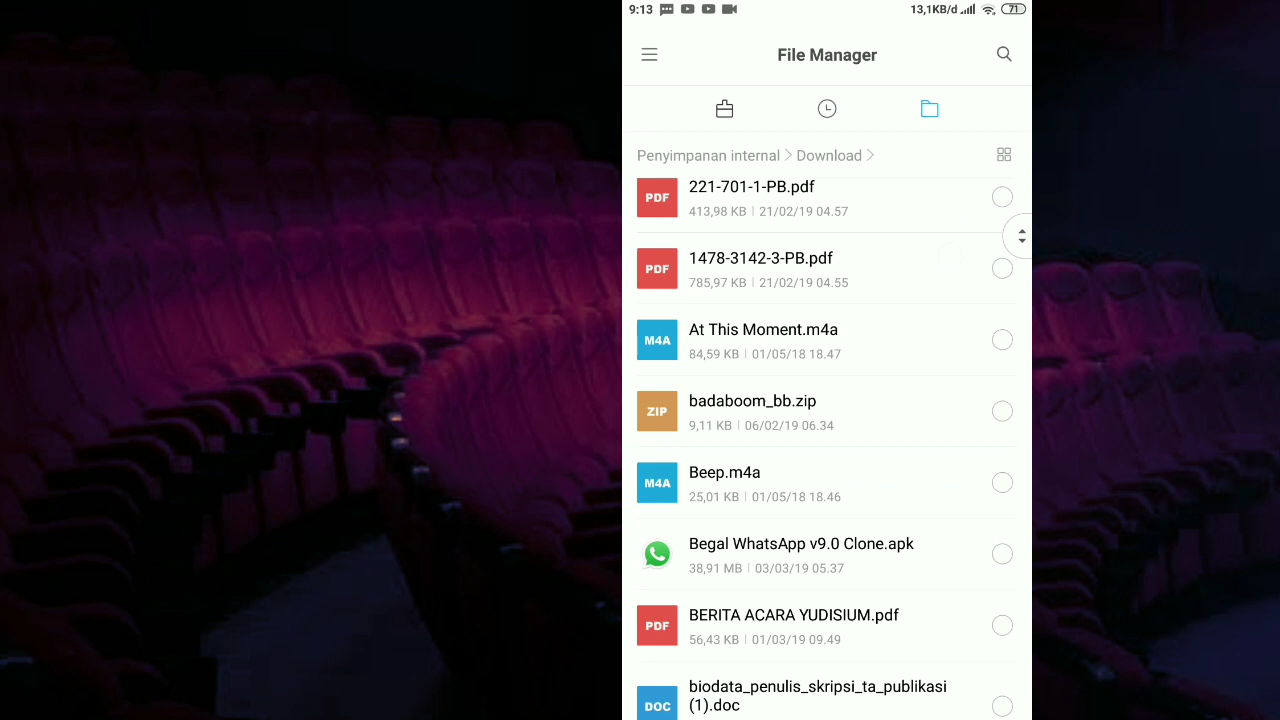 9:13
13,1KB/d
71
File Manager
Penyimpanan internal
Download
PDF
221-701-1-PB.pdf
413,98 KB | 21/02/19 04.57
PDF
1478-3142-3-PB.pdf
785,97 KB | 21/02/19 04.55
M4A
At This Moment.m4a
84,59 KB | 01/05/18 18.47
ZIP
badaboom_bb.zip
9,11 KB | 06/02/19 06.34
M4A
Beep.m4a
25,01 KB | 01/05/18 18.46
Begal WhatsApp v9.0 Clone.apk
38,91 MB | 03/03/19 05.37
PDF
BERITA ACARA YUDISIUM.pdf
56,43 KB | 01/03/19 09.49
DOC
biodata_penulis_skripsi_ta_publikasi
(1).doc